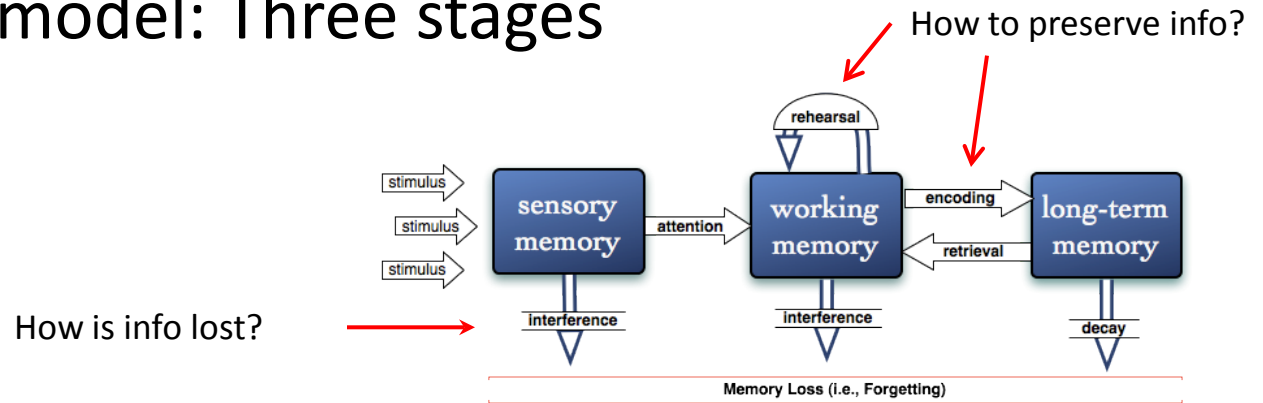 model: Three stages
How to preserve info?
rehearsal
stimulus
stimulus
stimulus
sensory
memory
attention
working
memory
encoding
retrieval
long-term
memory
How is info lost?
interference
interference
decay
Memory Loss (i.e., Forgetting)